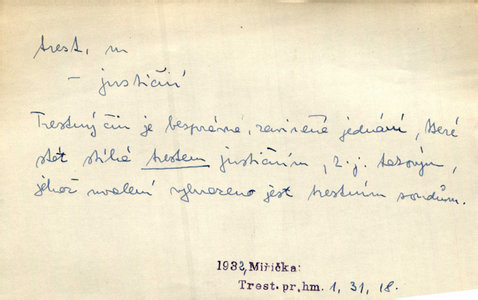 trest, m
– justiční
Trestný čin je bezprávné, zaviněné jednání, které
stát stíhá trestem justičním, t. j. takovým,
jehož uvalení vyhrazeno jest trestním soudům.
1932, Miřička:
Trest. pr. hm. 1, 31, 18.